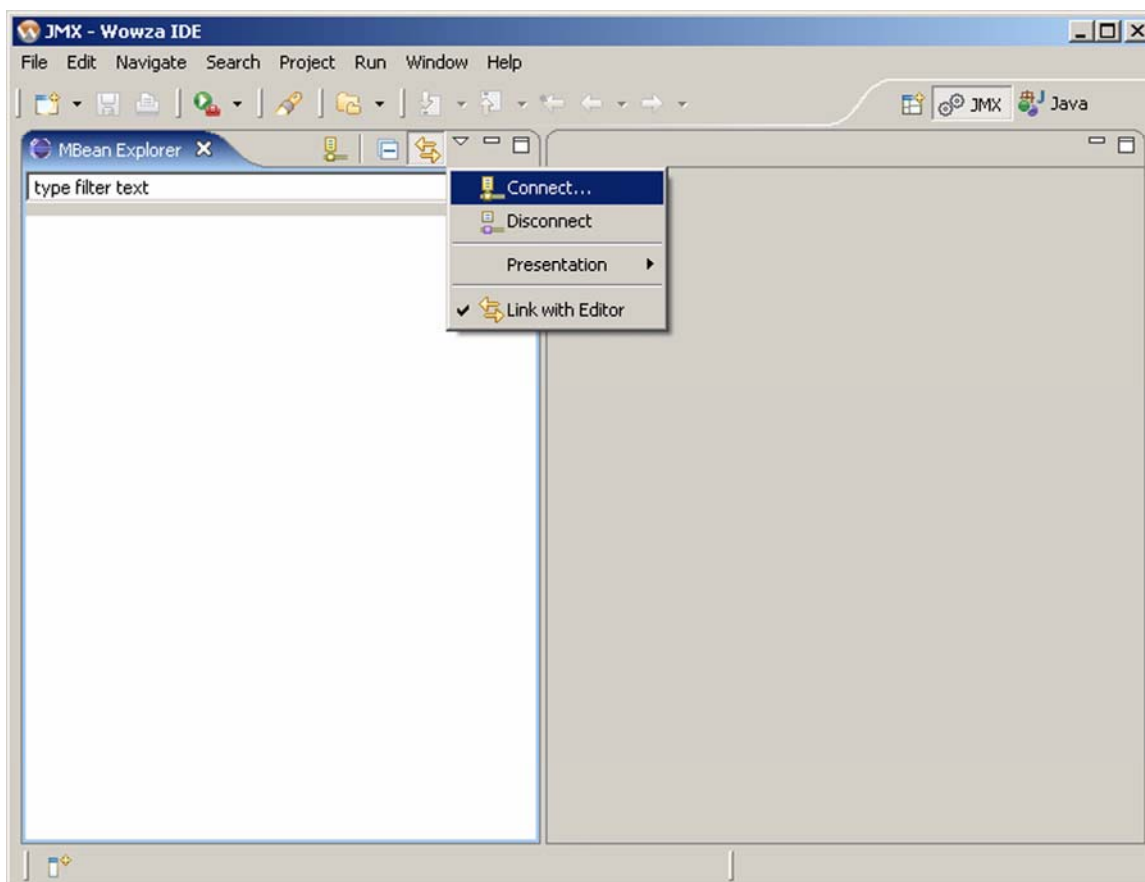 JMX - Wowza IDE
File Edit Navigate Search Project Run Window Help
JMX Java
MBean Explorer
type filter text
Connect...
Disconnect
Presentation
Link with Editor